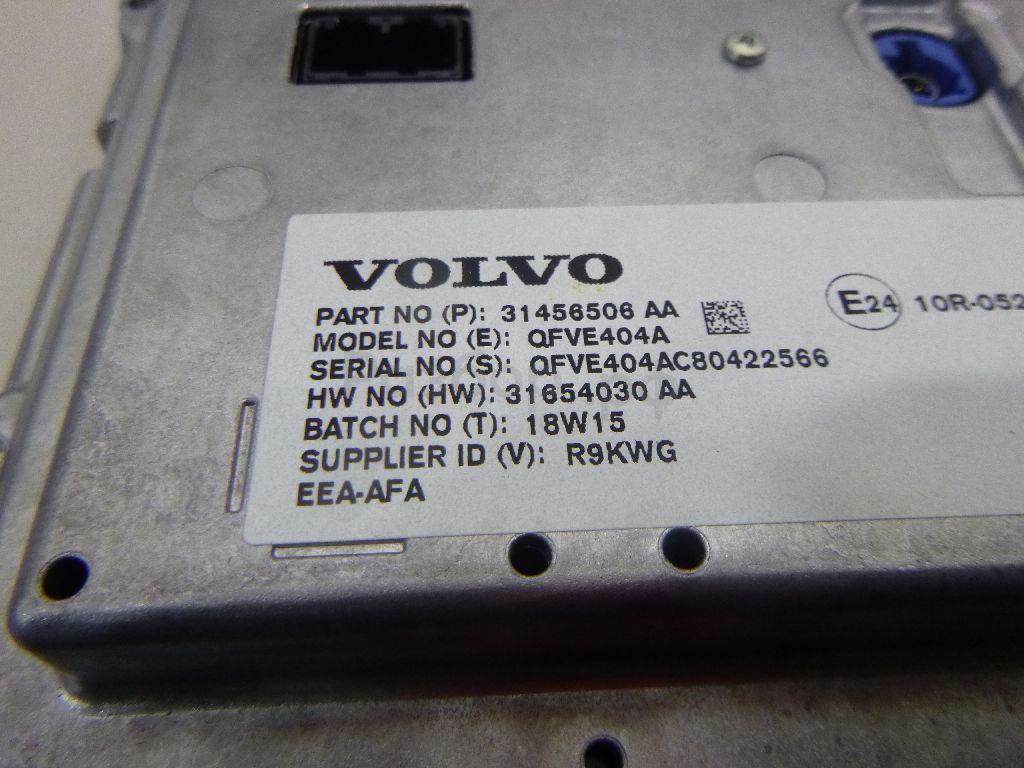 VOLVO
PART NO (P): 31456506 AA
MODEL NO (E): QFVE404A
SERIAL NO (S): QFVE404AC80422566
HW NO (HW): 31654030 AA
BATCH NO (T): 18W15
SUPPLIER ID (V): R9KWG
EEA-AFA
E24 10R-052